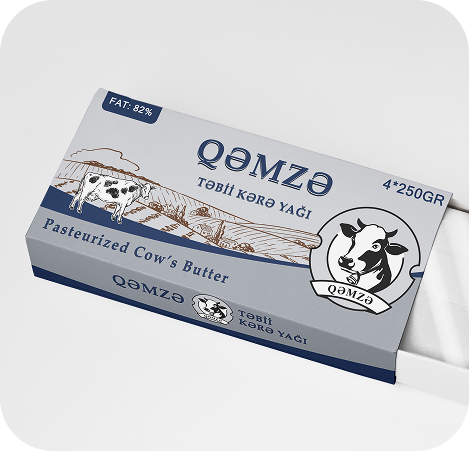 FAT: 82%
QƏMZƏ
TƏBİİ KƏRƏ YAĞI
4*250GR
Pasteurized Cow's Butter
QƏMZƏ
QƏMZƏ
TƏBİİ
KƏRƏ YAĞI